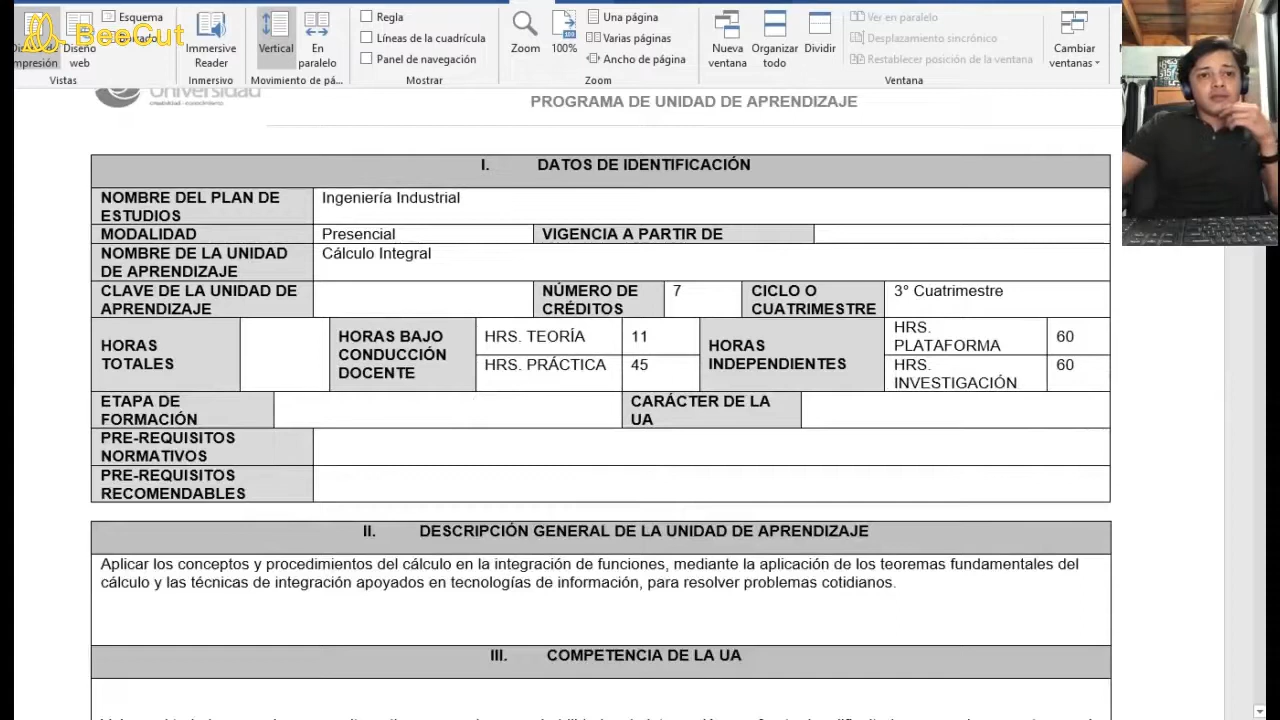 Esquema
BeeCut
mpresión
Diseño
web
Immersive
Reader
Vertical
En
paralelo
Regla
Líneas de la cuadrícula
Panel de navegación
Zoom
100%
Una página
Varias páginas
Ancho de página
Nueva
ventana
Organizar
todo
Dividir
Ver en paralelo
Desplazamiento sincrónico
Restablecer posición de la ventana
Cambiar
ventanas
Vistas
Inmersivo
Movimiento de pá...
Mostrar
Zoom
Ventana
Universidad
creatividad - conocimiento
PROGRAMA DE UNIDAD DE APRENDIZAJE
I. DATOS DE IDENTIFICACIÓN
NOMBRE DEL PLAN DE
ESTUDIOS
Ingeniería Industrial
MODALIDAD
Presencial
VIGENCIA A PARTIR DE
NOMBRE DE LA UNIDAD
DE APRENDIZAJE
Cálculo Integral
CLAVE DE LA UNIDAD DE
APRENDIZAJE
NÚMERO DE
CRÉDITOS
7
CICLO O
CUATRIMESTRE
3° Cuatrimestre
HORAS
TOTALES
HORAS BAJO
CONDUCCIÓN
DOCENTE
HRS. TEORÍA
11
HRS. PRÁCTICA
45
HORAS
INDEPENDIENTES
HRS.
PLATAFORMA
60
HRS.
INVESTIGACIÓN
60
ETAPA DE
FORMACIÓN
CARÁCTER DE LA
UA
PRE-REQUISITOS
NORMATIVOS
PRE-REQUISITOS
RECOMENDABLES
II. DESCRIPCIÓN GENERAL DE LA UNIDAD DE APRENDIZAJE
Aplicar los conceptos y procedimientos del cálculo en la integración de funciones, mediante la aplicación de los teoremas fundamentales del
cálculo y las técnicas de integración apoyados en tecnologías de información, para resolver problemas cotidianos.
III. COMPETENCIA DE LA UA